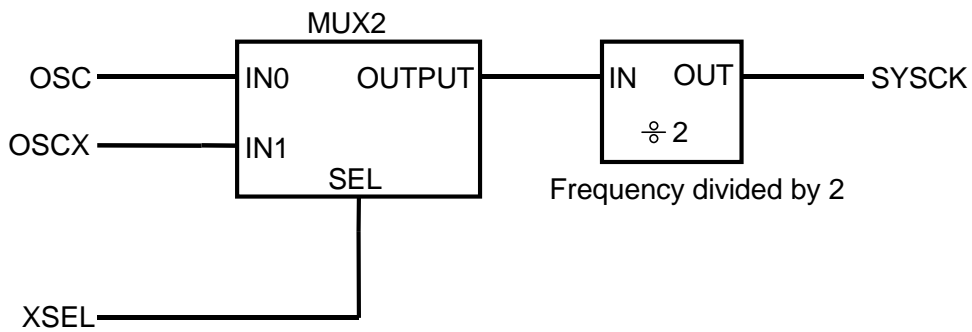 MUX2
OSC IN0 OUTPUT IN OUT SYSCK
OSCX IN1 ÷ 2
SEL
Frequency divided by 2
XSEL